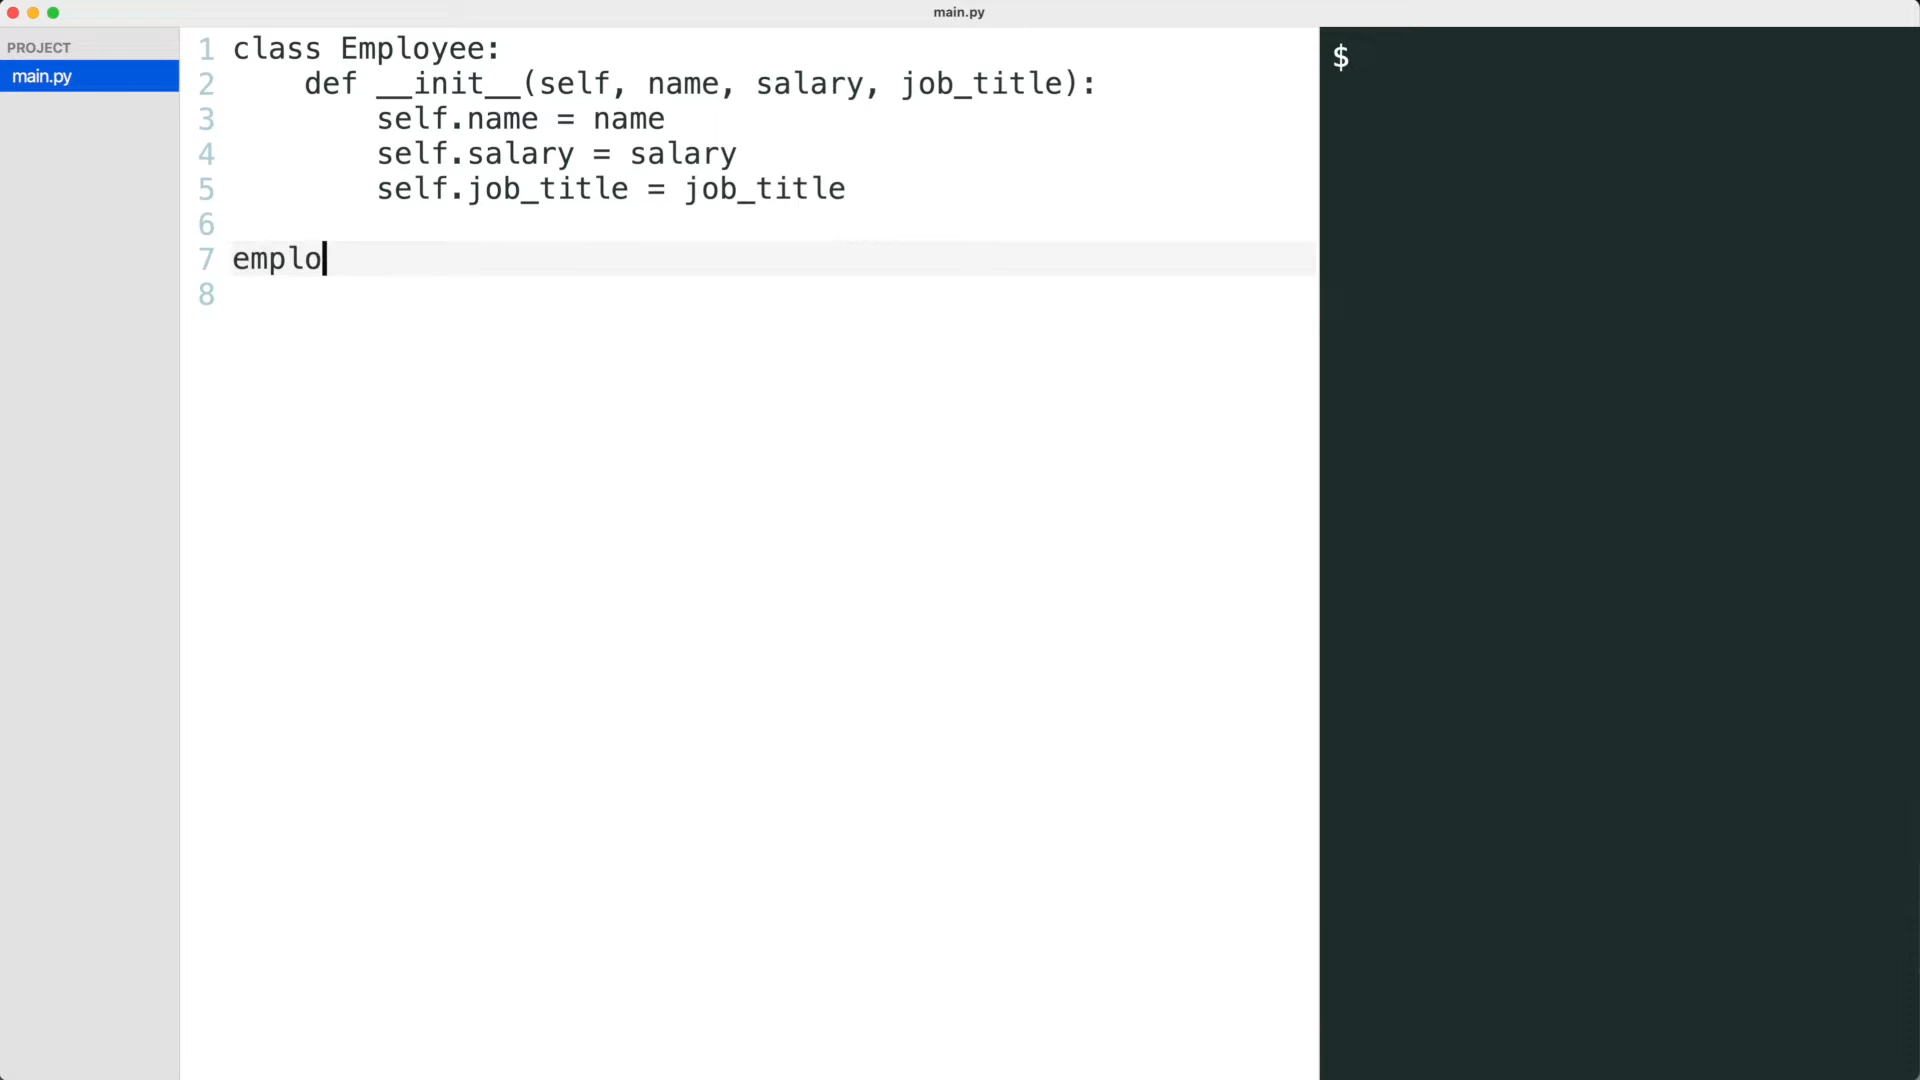 main.py
PROJECT
main.py
1 class Employee:
2     def __init__(self, name, salary, job_title):
3         self.name = name
4         self.salary = salary
5         self.job_title = job_title
6
7 emplo
8
$